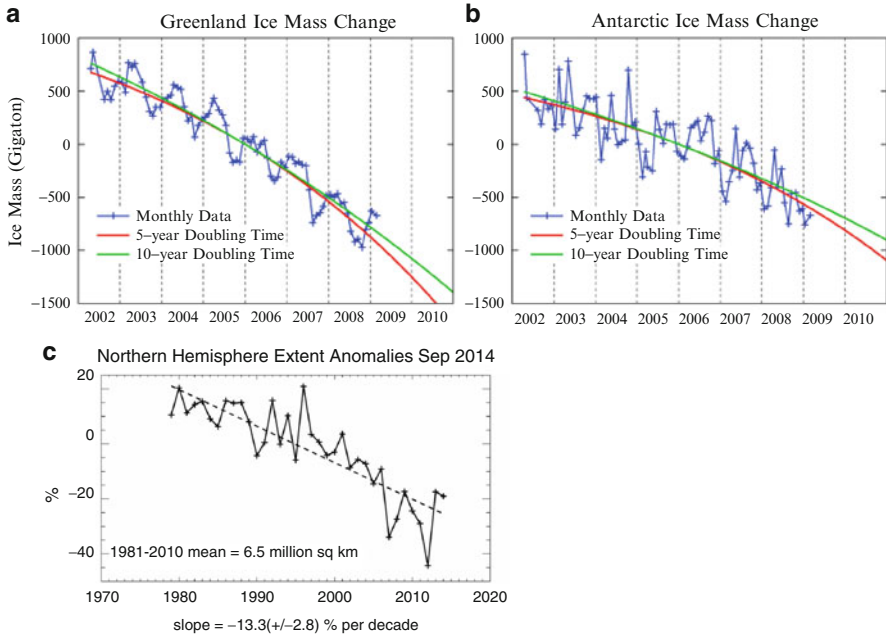 a
Greenland Ice Mass Change
b
Antarctic Ice Mass Change
1000
500
0
−500
−1000
−1500
Ice Mass (Gigaton)
Monthly Data
5−year Doubling Time
10−year Doubling Time
2002 2003 2004 2005 2006 2007 2008 2009 2010
1000
500
0
−500
−1000
−1500
Monthly Data
5−year Doubling Time
10−year Doubling Time
2002 2003 2004 2005 2006 2007 2008 2009 2010
c
Northern Hemisphere Extent Anomalies Sep 2014
20
0
−20
−40
%
1981-2010 mean = 6.5 million sq km
1970 1980 1990 2000 2010 2020
slope = −13.3(+/−2.8) % per decade